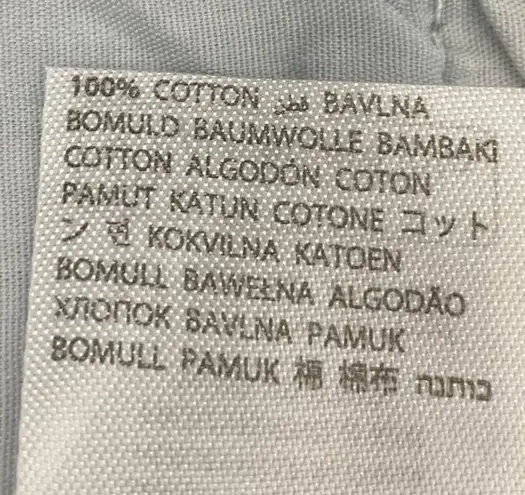 100% COTTON قطن BAVLNA
BOMULD BAUMWOLLE BAMBAKI
COTTON ALGODÓN COTON
PAMUT KATUN COTONE コット
ン 면 KOKVILNA KATOEN
BOMULL BAWEŁNA ALGODÃO
ХЛОПОК BAVLNA PAMUK
BOMULL PAMUK 棉 棉布 כותנה